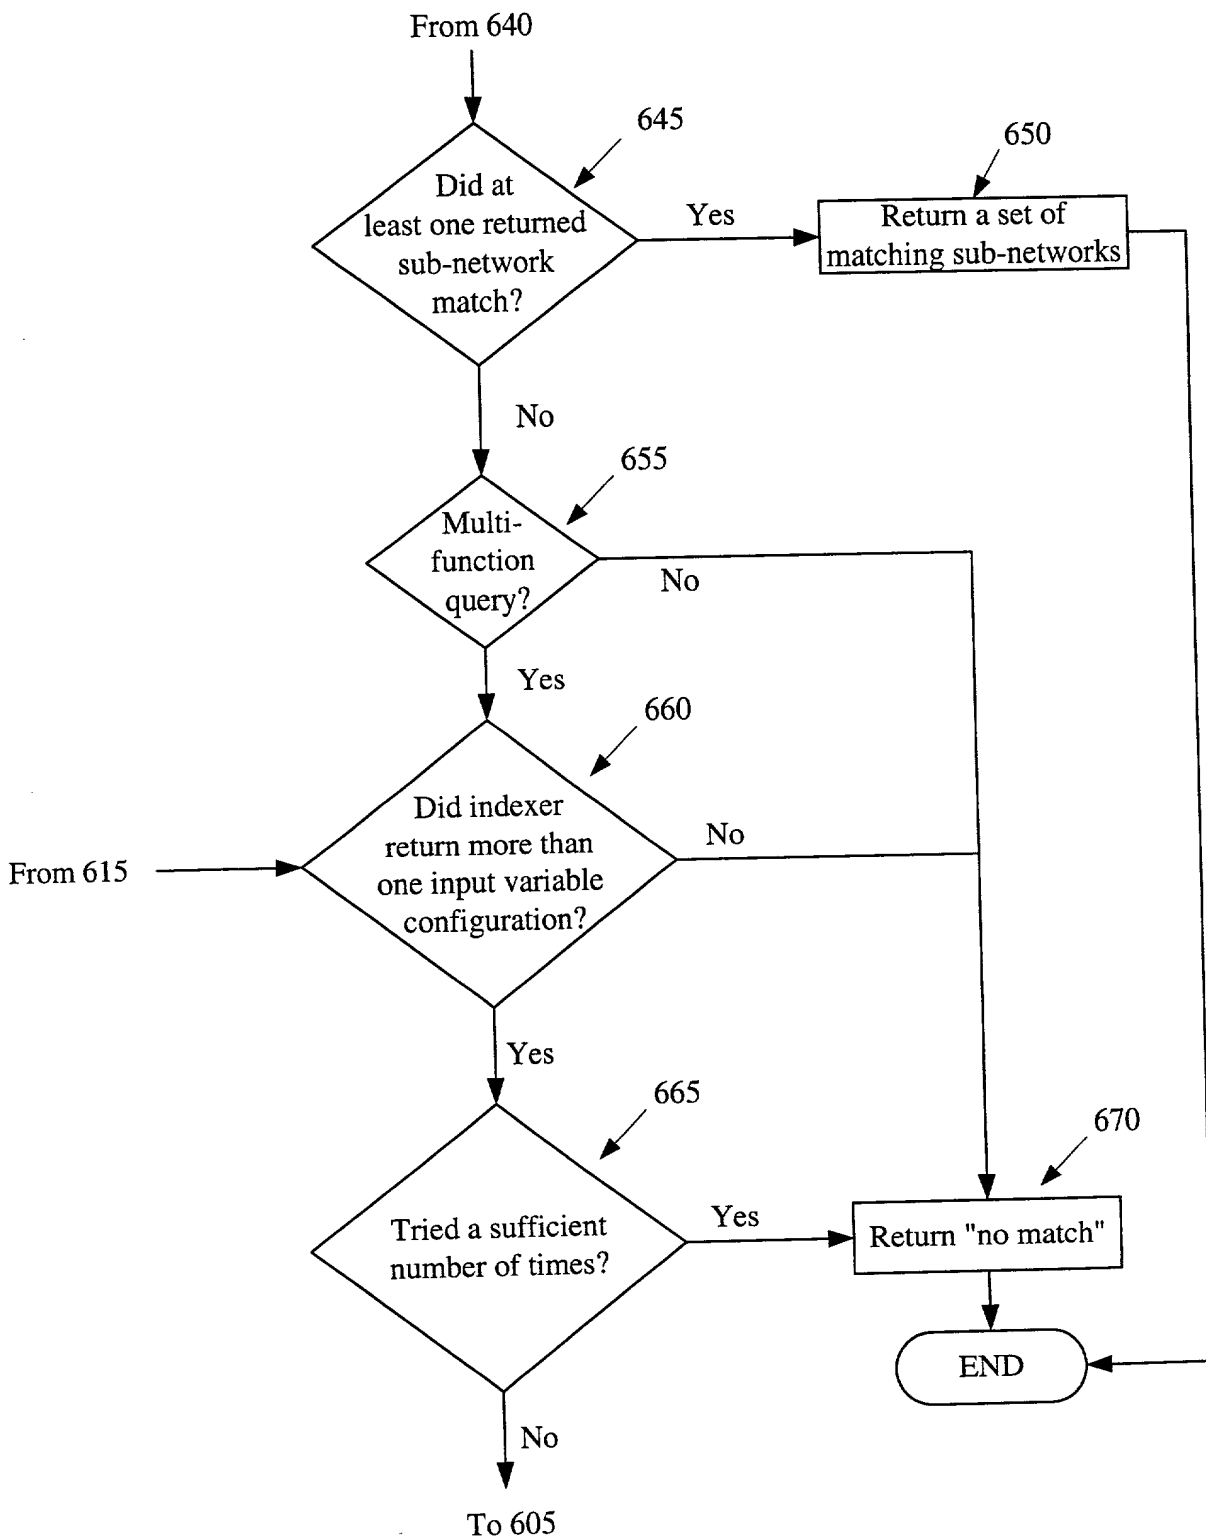 From 640
645
Did at
least one returned
sub-network
match?
Yes
650
Return a set of
matching sub-networks
No
655
Multi-
function
query?
No
Yes
660
Did indexer
return more than
one input variable
configuration?
No
From 615
Yes
665
Tried a sufficient
number of times?
Yes
670
Return "no match"
END
No
To 605